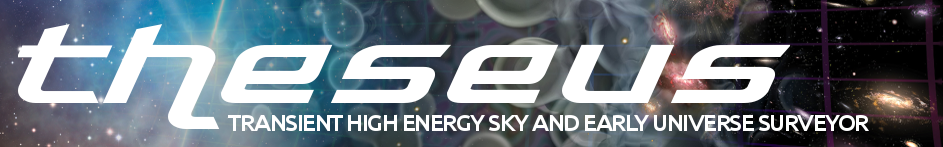 theseus
TRANSIENT HIGH ENERGY SKY AND EARLY UNIVERSE SURVEYOR